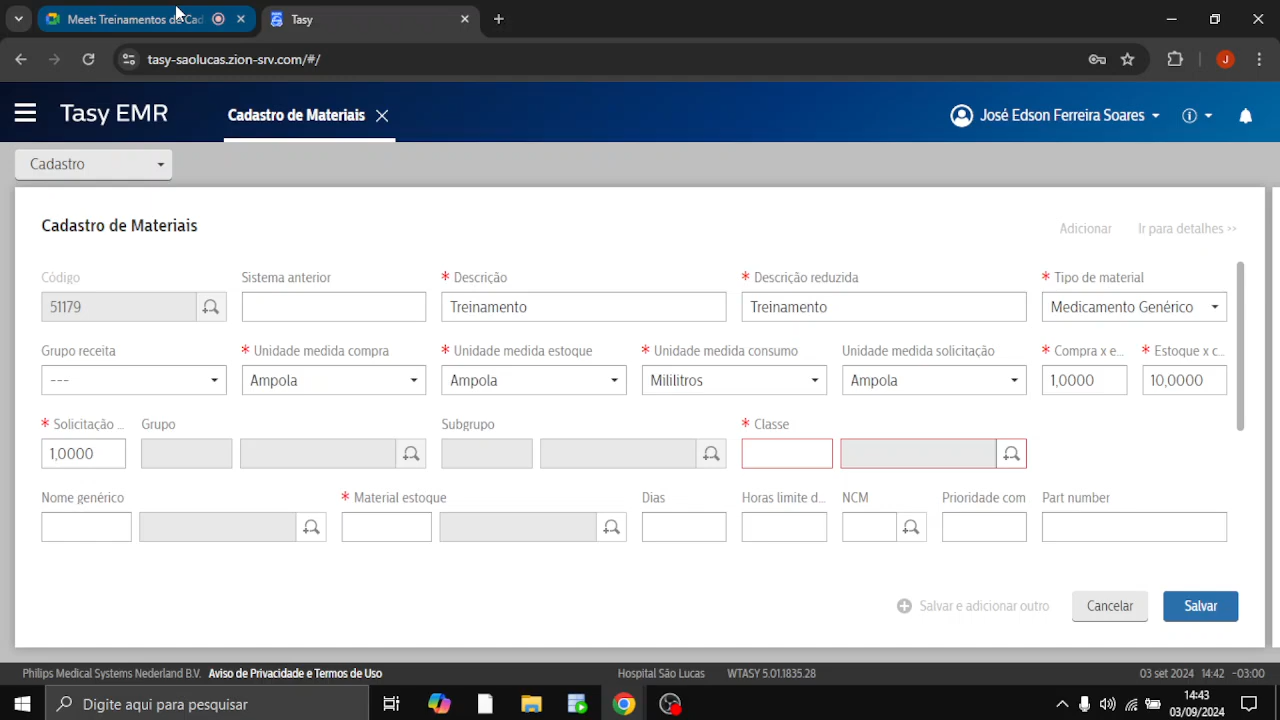 Meet: Treinamentos de Cad
Tasy
tasy-saolucas.zion-srv.com/#/
J
Tasy EMR
Cadastro de Materiais
José Edson Ferreira Soares
Cadastro
Cadastro de Materiais
Adicionar
Ir para detalhes >>
Código
Sistema anterior
* Descrição
* Descrição reduzida
* Tipo de material
51179
Treinamento
Treinamento
Medicamento Genérico
Grupo receita
* Unidade medida compra
* Unidade medida estoque
* Unidade medida consumo
Unidade medida solicitação
* Compra x e...
* Estoque x c...
---
Ampola
Ampola
Mililitros
Ampola
1,0000
10,0000
* Solicitação ...
Grupo
Subgrupo
* Classe
1,0000
Nome genérico
* Material estoque
Dias
Horas limite d...
NCM
Prioridade com
Part number
Salvar e adicionar outro
Cancelar
Salvar
Philips Medical Systems Nederland B.V. Aviso de Privacidade e Termos de Uso
Hospital São Lucas
WTASY 5.01.1835.28
03 set 2024 14:42 -03:00
Digite aqui para pesquisar
14:43
03/09/2024